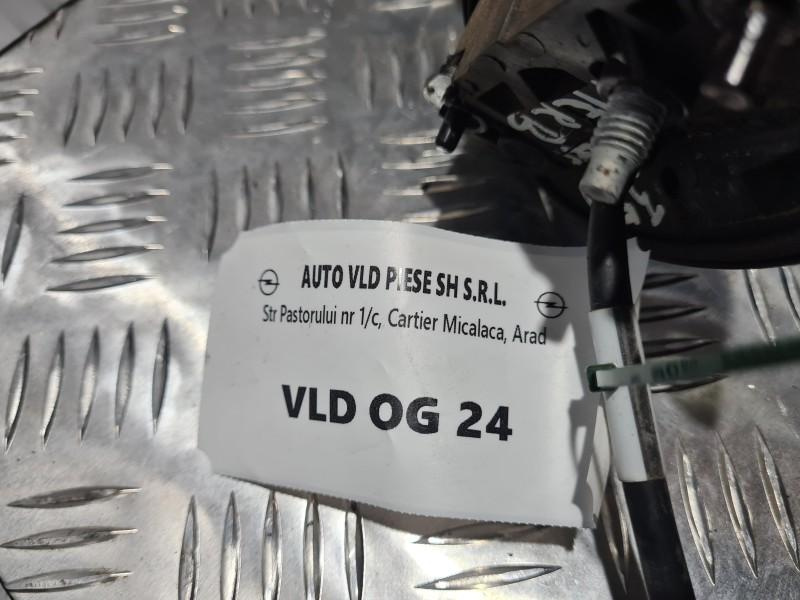 AUTO VLD PIESE SH S.R.L.
Str Pastorului nr 1/c, Cartier Micalaca, Arad
VLD OG 24